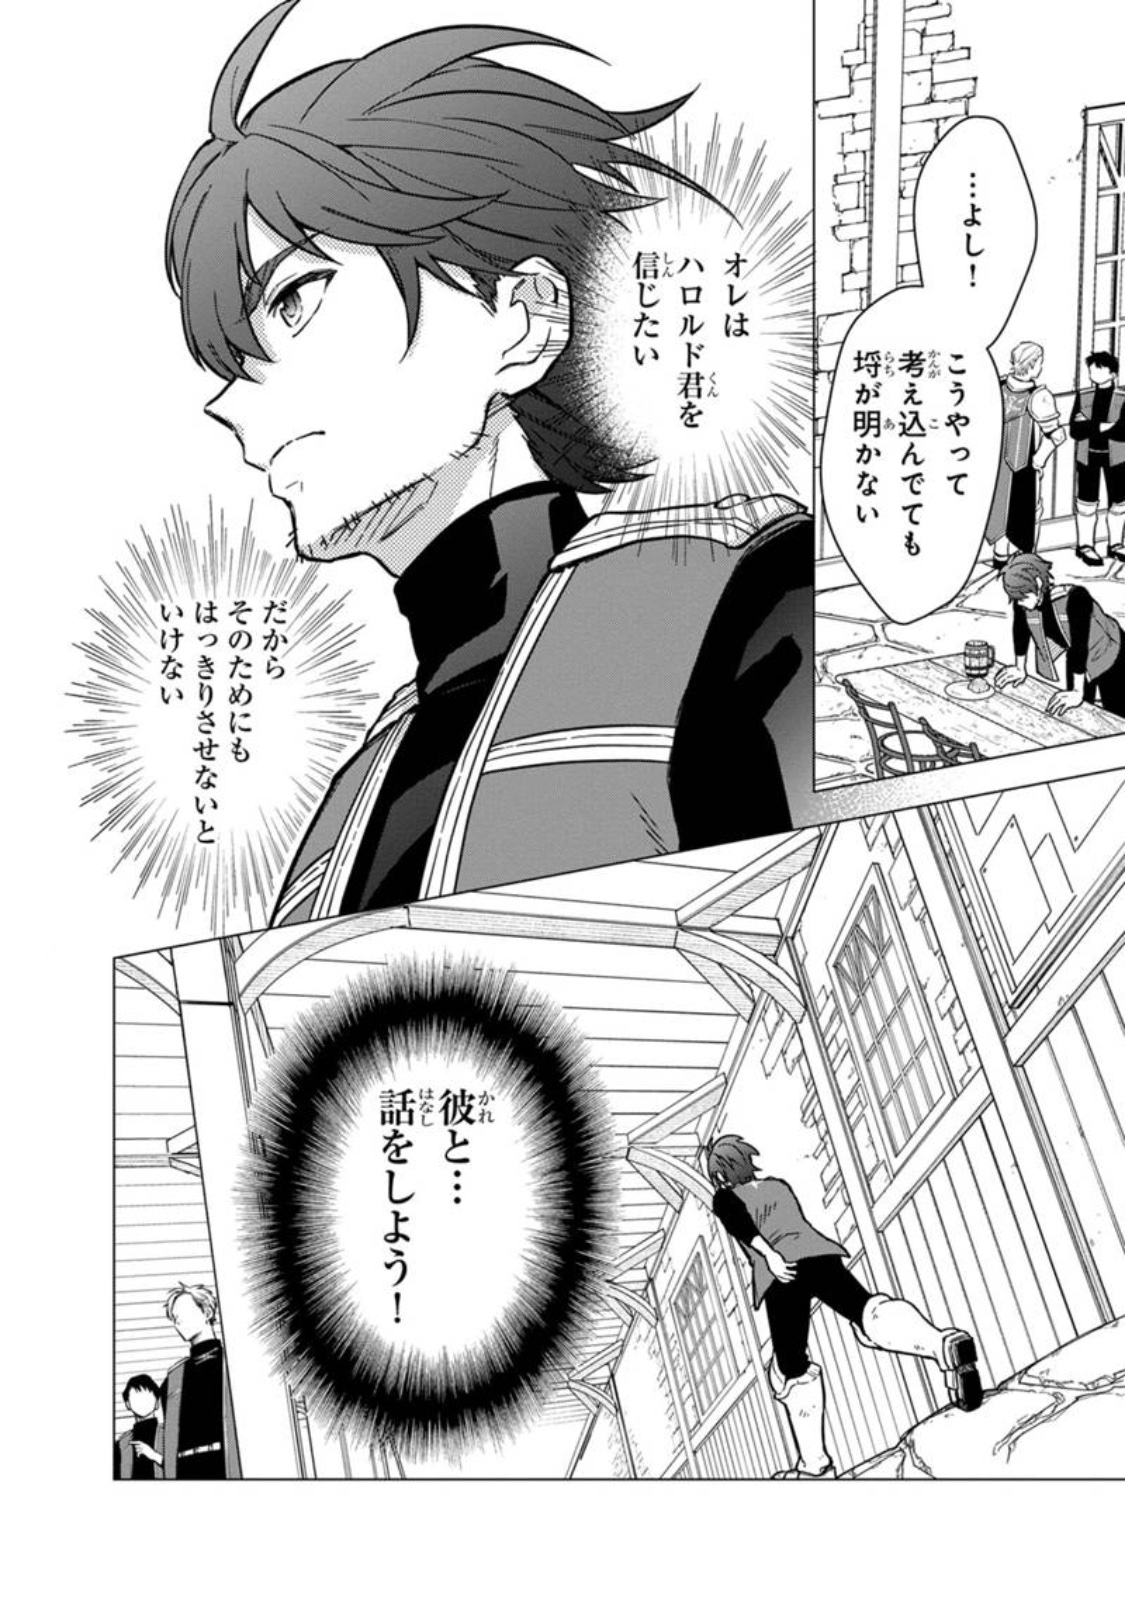 …よし！
こうやって
考え込んでても
埒が明かない
オレは
ハロルド君を
信じたい
だから
そのためにも
はっきりさせないと
いけない
彼と…
話をしよう！